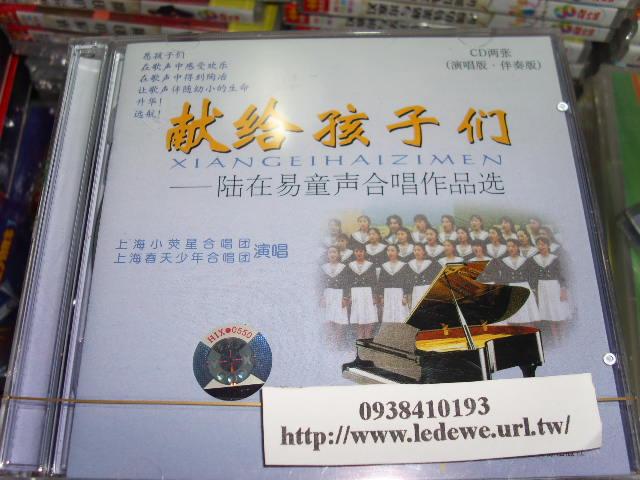 愿孩子们
在歌声中感受欢乐
在歌声中得到陶冶
让歌声伴随幼小的生命
升华！
远航！
CD两张
(演唱版·伴奏版)
献给孩子们
XIANGEIHAIZIMEN
——陆在易童声合唱作品选
上海小荧星合唱团
上海春天少年合唱团
演唱
HIX●0550
0938410193
http://www.ledewe.url.tw/